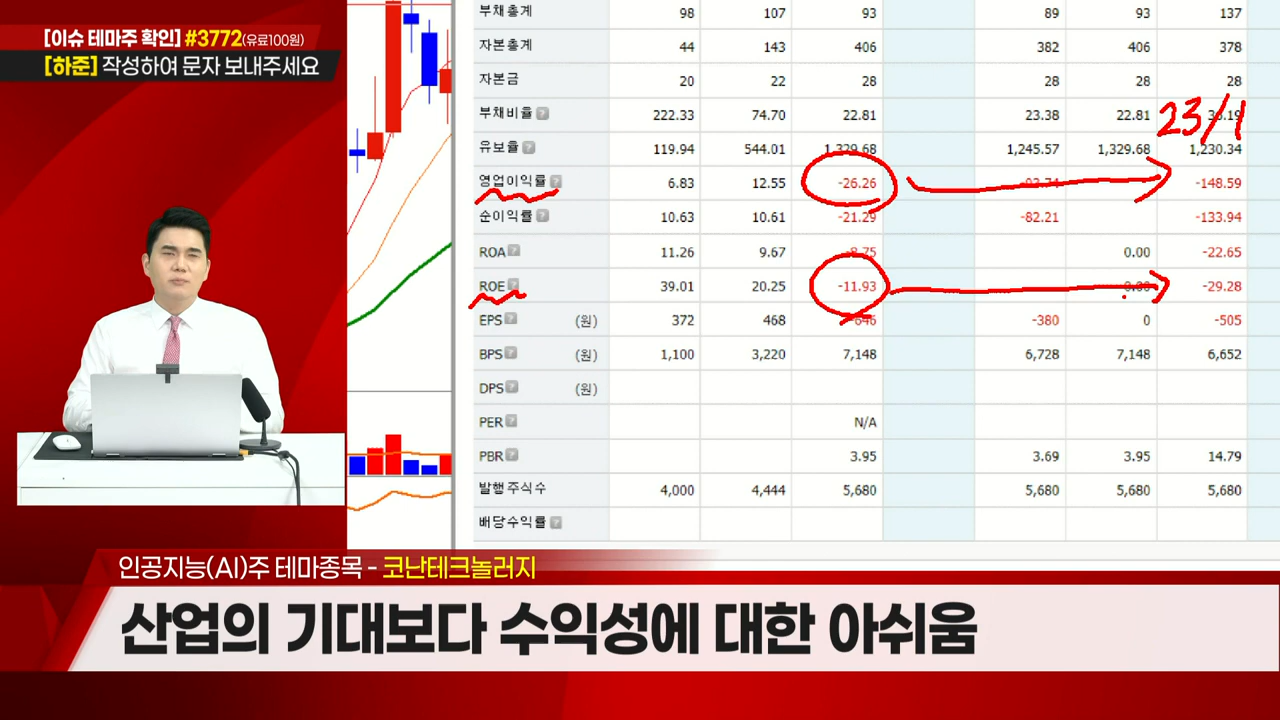 [이슈 테마주 확인] #3772(유료100원)
[하준] 작성하여 문자 보내주세요
부채총계 98 107 93 89 93 137
자본총계 44 143 406 382 406 378
자본금 20 22 28 28 28 28
부채비율 222.33 74.70 22.81 23.38 22.81
23/1
유보율 119.94 544.01 1,329.68 1,245.57 1,329.68 1,230.34
영업이익률 6.83 12.55 -26.26 -148.59
순이익률 10.63 10.61 -21.29 -82.21 -133.94
ROA 11.26 9.67 -8.75 0.00 -22.65
ROE 39.01 20.25 -11.93 0.00 -29.28
EPS (원) 372 468 -646 -380 0 -505
BPS (원) 1,100 3,220 7,148 6,728 7,148 6,652
DPS (원)
PER N/A
PBR 3.95 3.69 3.95 14.79
발행주식수 4,000 4,444 5,680 5,680 5,680 5,680
배당수익률
인공지능(AI)주 테마종목 - 코난테크놀러지
산업의 기대보다 수익성에 대한 아쉬움